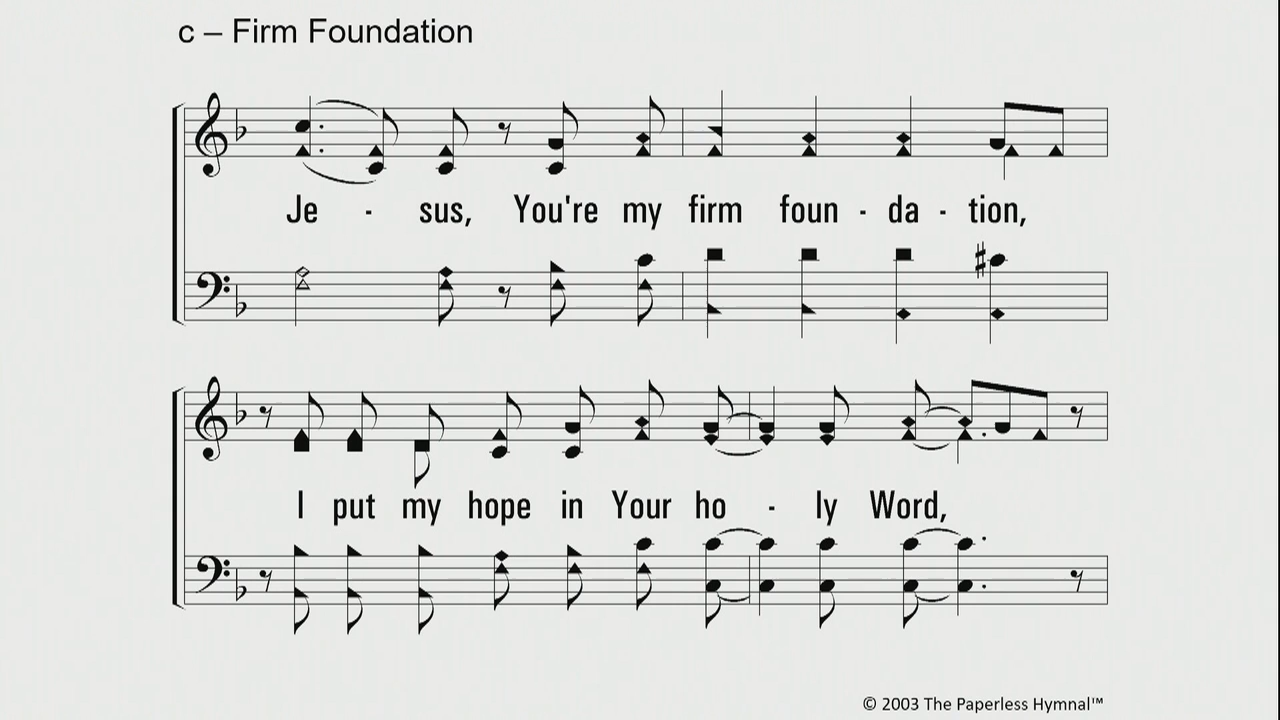 c – Firm Foundation
Je - sus, You're my firm foun - da - tion,
I put my hope in Your ho - ly Word,
© 2003 The Paperless Hymnal™